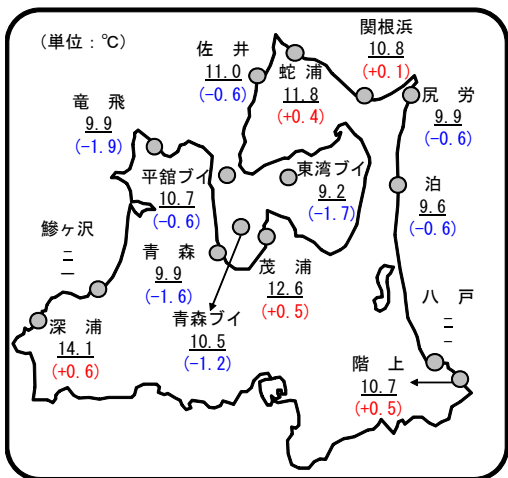 (単位:℃)
関根浜
10.8
(+0.1)
佐井
11.0
(-0.6)
蛇浦
11.8
(+0.4)
尻労
9.9
(-0.6)
竜飛
9.9
(-1.9)
平舘ブイ
10.7
(-0.6)
東湾ブイ
9.2
(-1.7)
泊
9.6
(-0.6)
鰺ヶ沢
--
青森
9.9
(-1.6)
茂浦
12.6
(+0.5)
青森ブイ
10.5
(-1.2)
八戸
--
深浦
14.1
(+0.6)
階上
10.7
(+0.5)